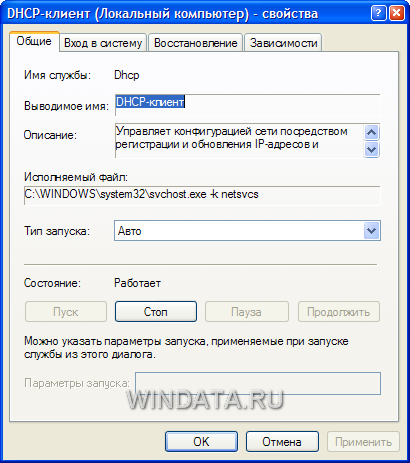 DHCP-клиент (Локальный компьютер) - свойства
Общие
Вход в систему
Восстановление
Зависимости
Имя службы: Dhcp
Выводимое имя: DHCP-клиент
Описание: Управляет конфигурацией сети посредством
регистрации и обновления IP-адресов и
Исполняемый файл:
C:\WINDOWS\system32\svchost.exe -k netsvcs
Тип запуска: Авто
Состояние: Работает
Пуск
Стоп
Пауза
Продолжить
Можно указать параметры запуска, применяемые при запуске
службы из этого диалога.
Параметры запуска:
WINDATA.RU
OK
Отмена
Применить